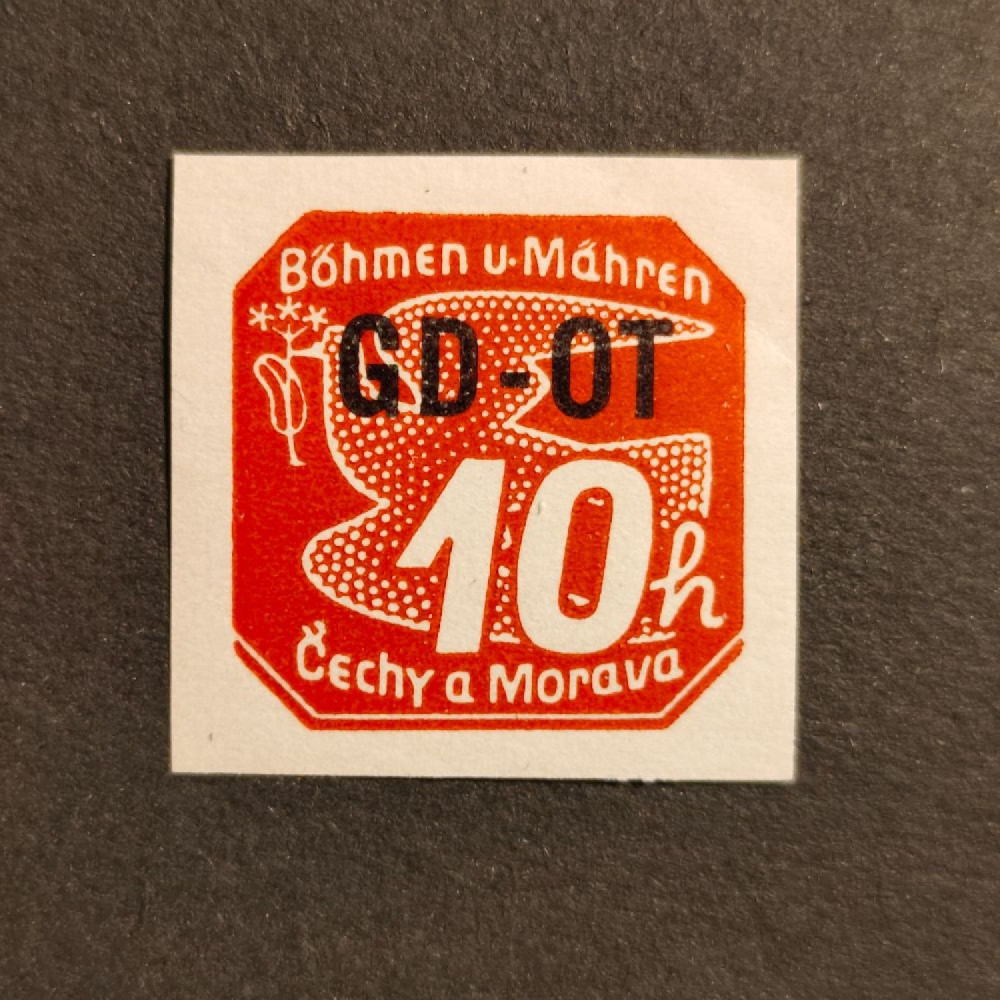 Böhmen u. Mähren
GD-OT
10h
Čechy a Morava